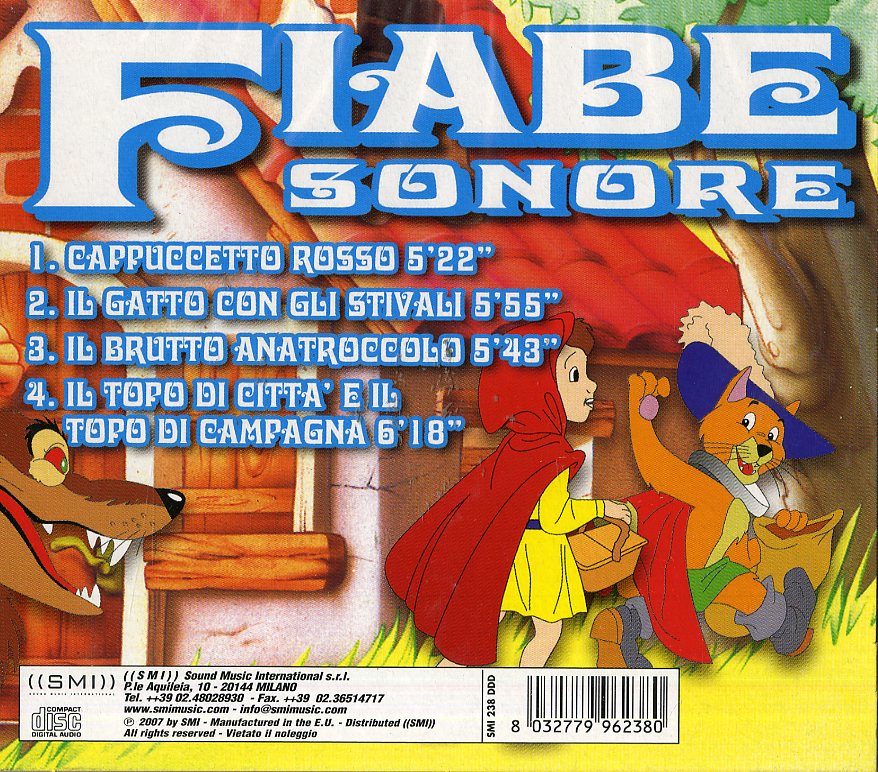 FIABE
SONORE
1. CAPPUCCETTO ROSSO 5'22"
2. IL GATTO CON GLI STIVALI 5'55"
3. IL BRUTTO ANATROCCOLO 5'43"
4. IL TOPO DI CITTA' E IL
TOPO DI CAMPAGNA 6'18"
((SMI))
SOUND MUSIC INTERNATIONAL
COMPACT
disc
DIGITAL AUDIO
((SMI)) Sound Music International s.r.l.
P.le Aquileia, 10 - 20144 MILANO
Tel. ++39 02.48028930 - Fax. ++39 02.36514717
www.smimusic.com - info@smimusic.com
℗ 2007 by SMI - Manufactured in the E.U. - Distributed ((SMI))
All rights reserved - Vietato il noleggio
SMI 238 DDD
8 032779 962380